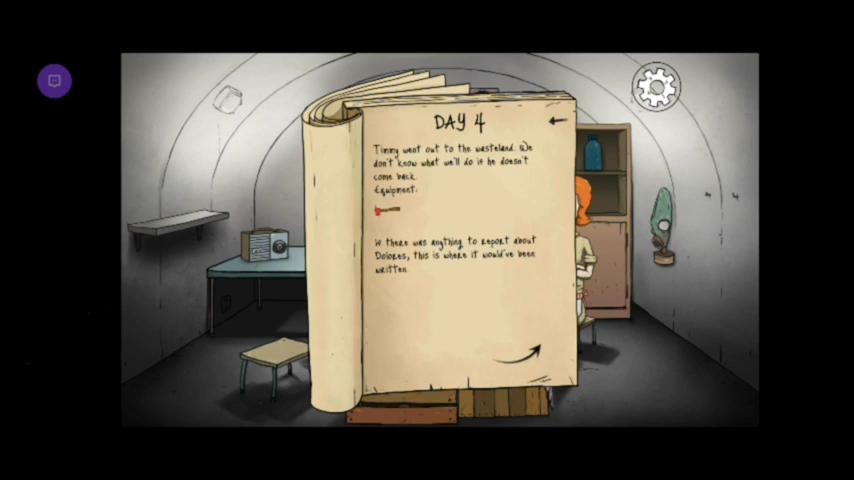 DAY 4
Timmy went out to the wasteland. We
don't know what we'll do if he doesn't
come back.
Equipment:
If there was anything to report about
Dolores, this is where it would've been
written.